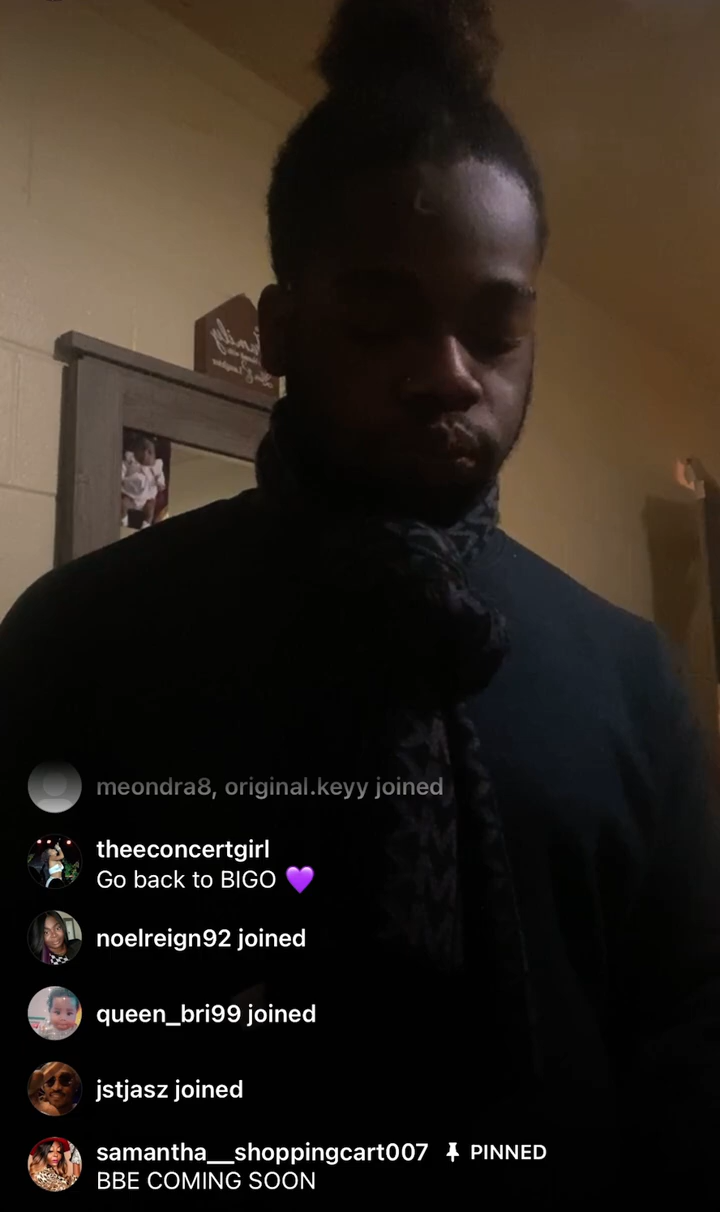 family
meondra8, original.keyy joined
theeconcertgirl
Go back to BIGO 💜
noelreign92 joined
queen_bri99 joined
jstjasz joined
samantha__shoppingcart007 PINNED
BBE COMING SOON